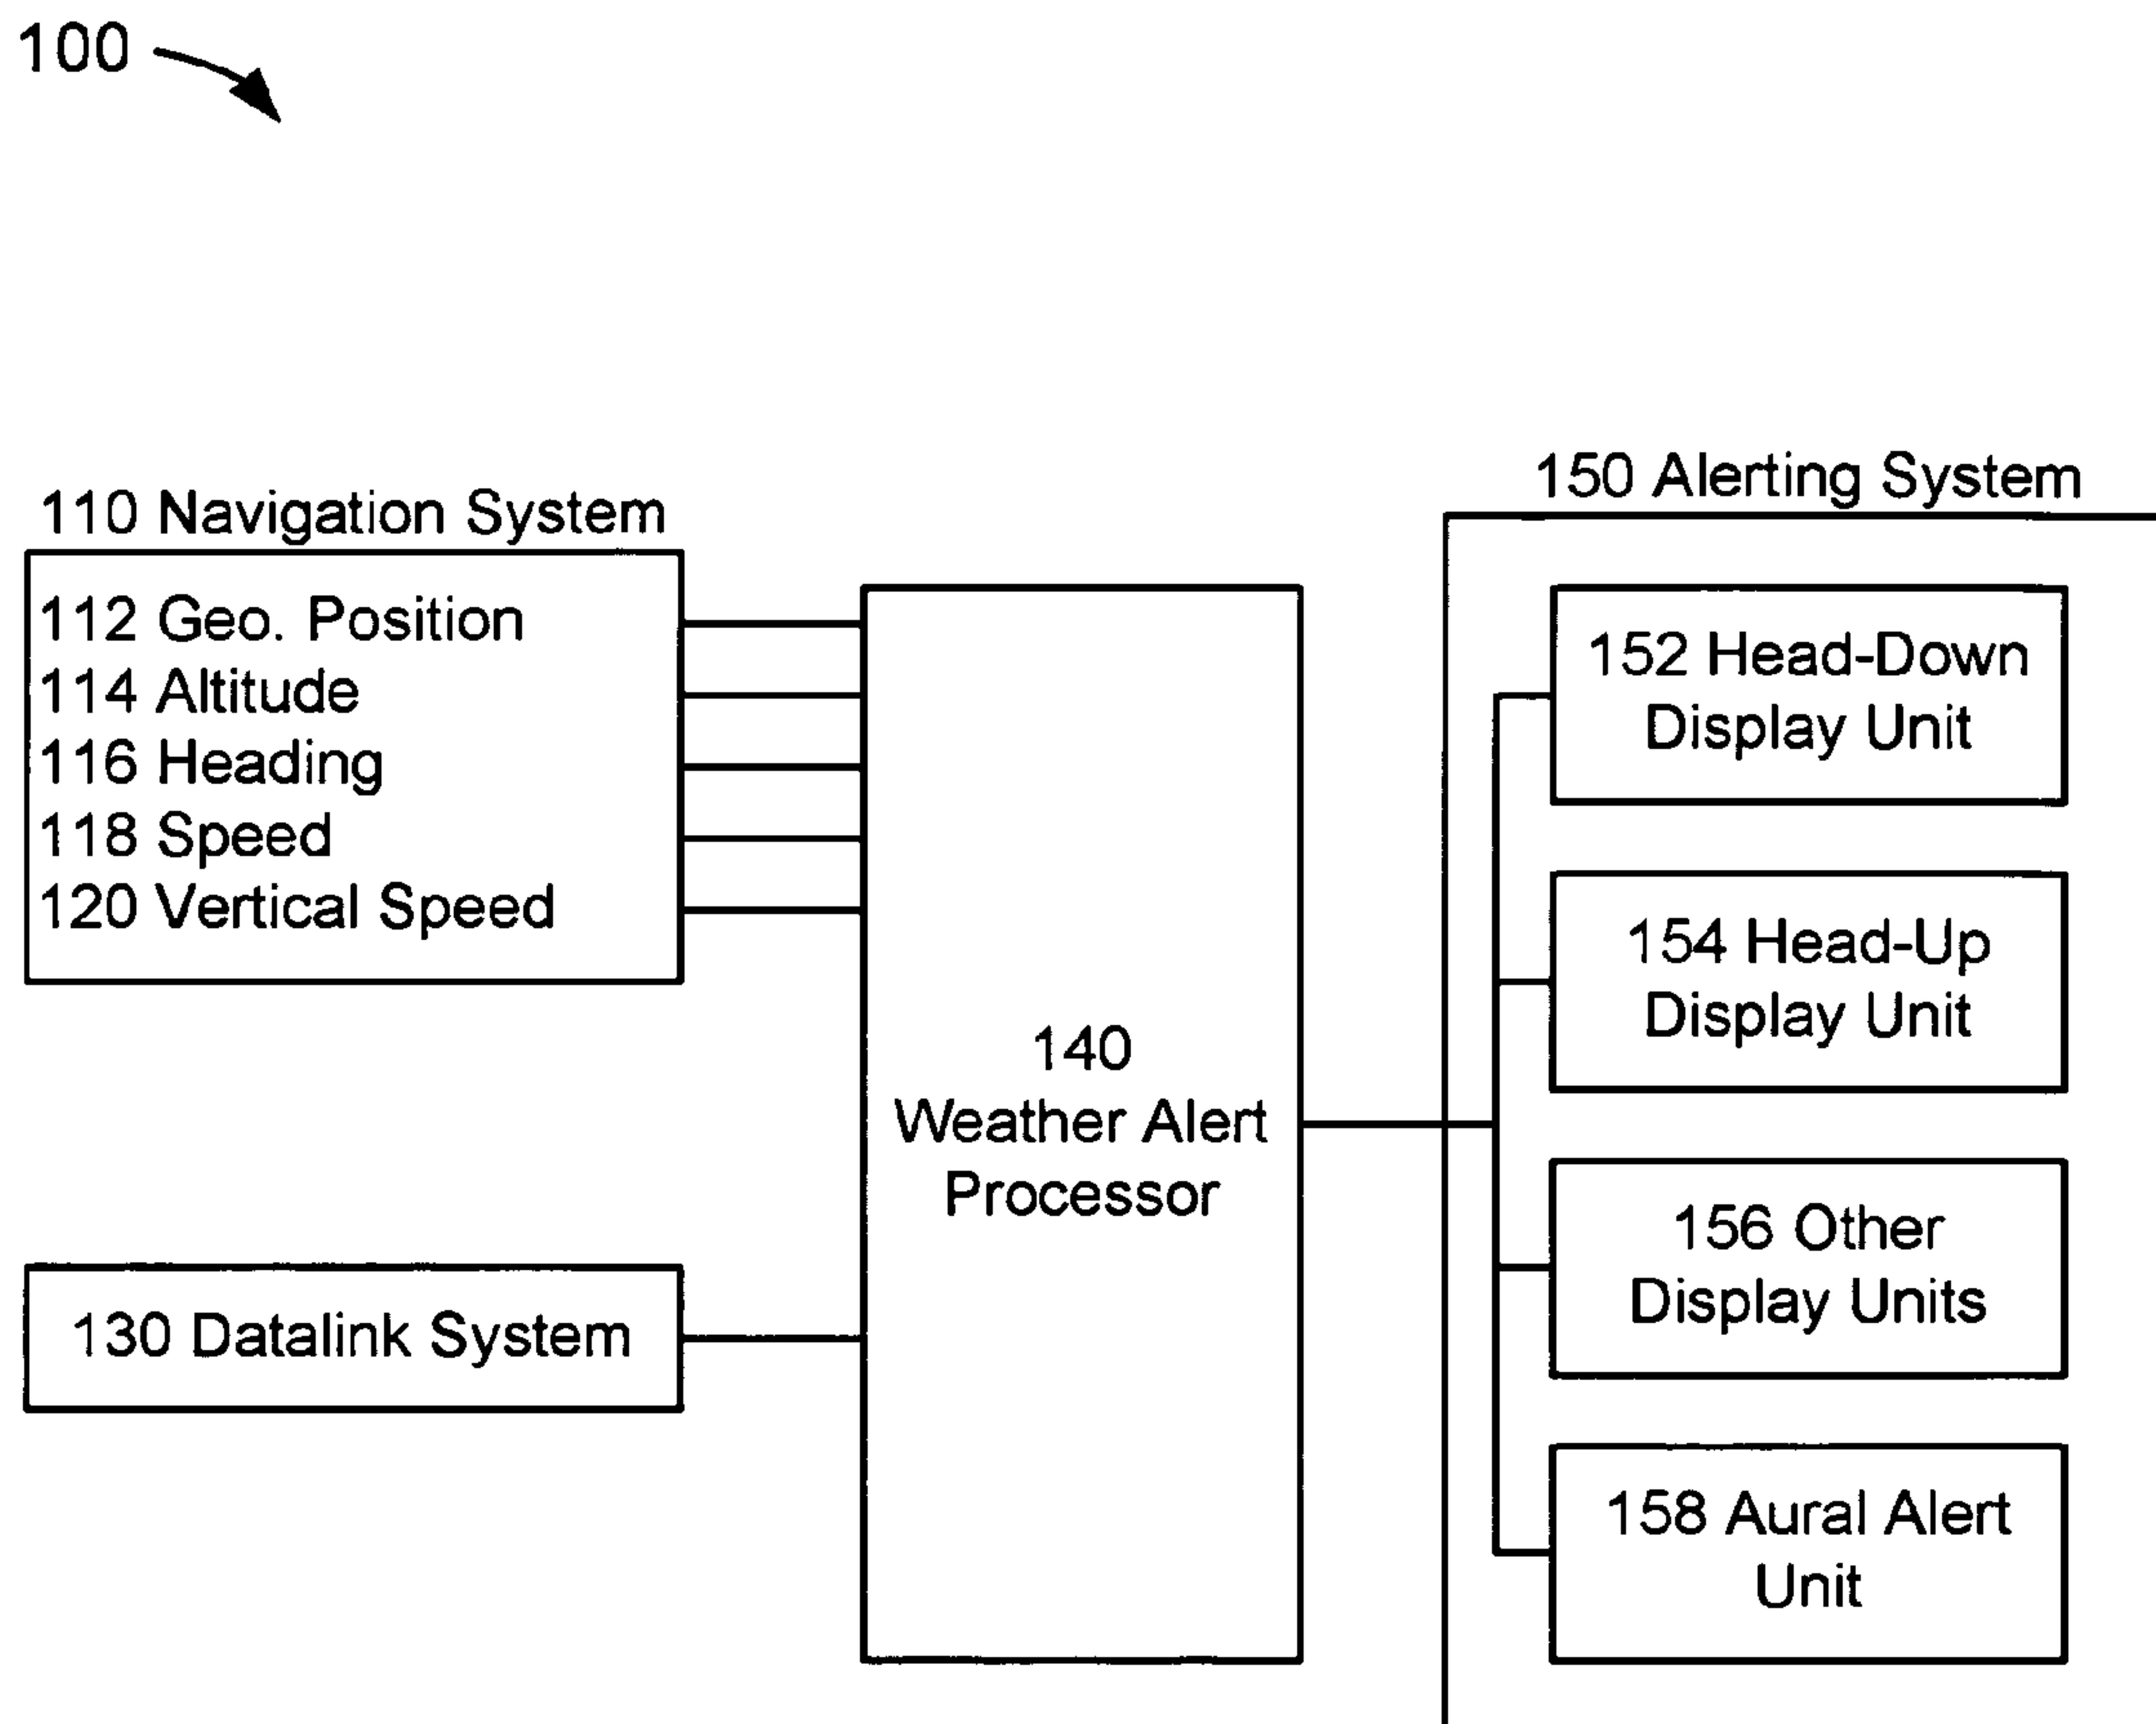 100
110 Navigation System
112 Geo. Position
114 Altitude
116 Heading
118 Speed
120 Vertical Speed
130 Datalink System
140
Weather Alert
Processor
150 Alerting System
152 Head-Down
Display Unit
154 Head-Up
Display Unit
156 Other
Display Units
158 Aural Alert
Unit